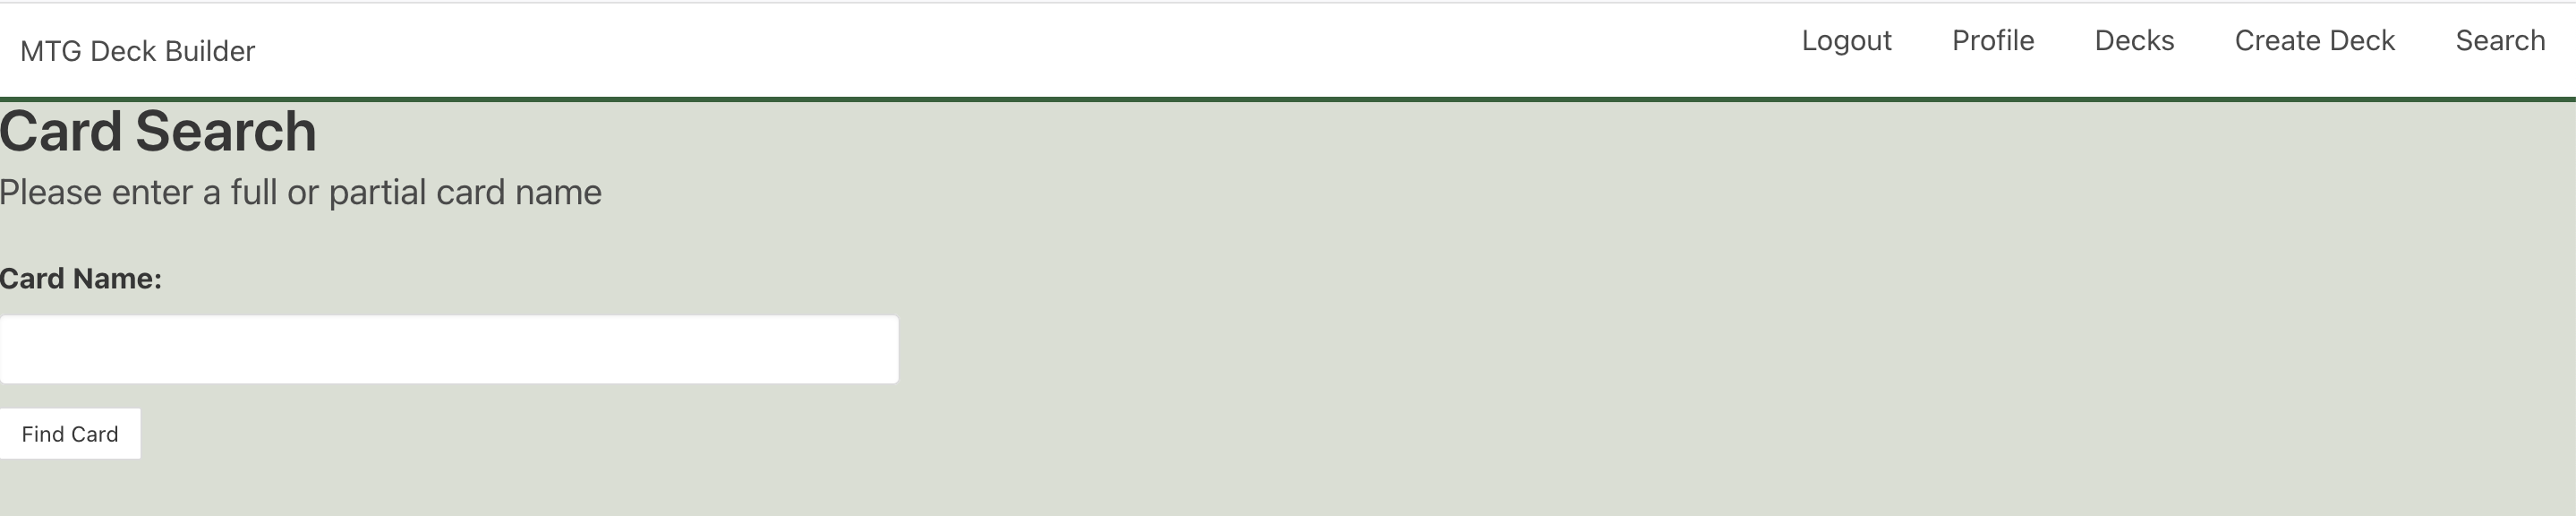 MTG Deck Builder
Logout Profile Decks Create Deck Search
Card Search
Please enter a full or partial card name
Card Name:
Find Card